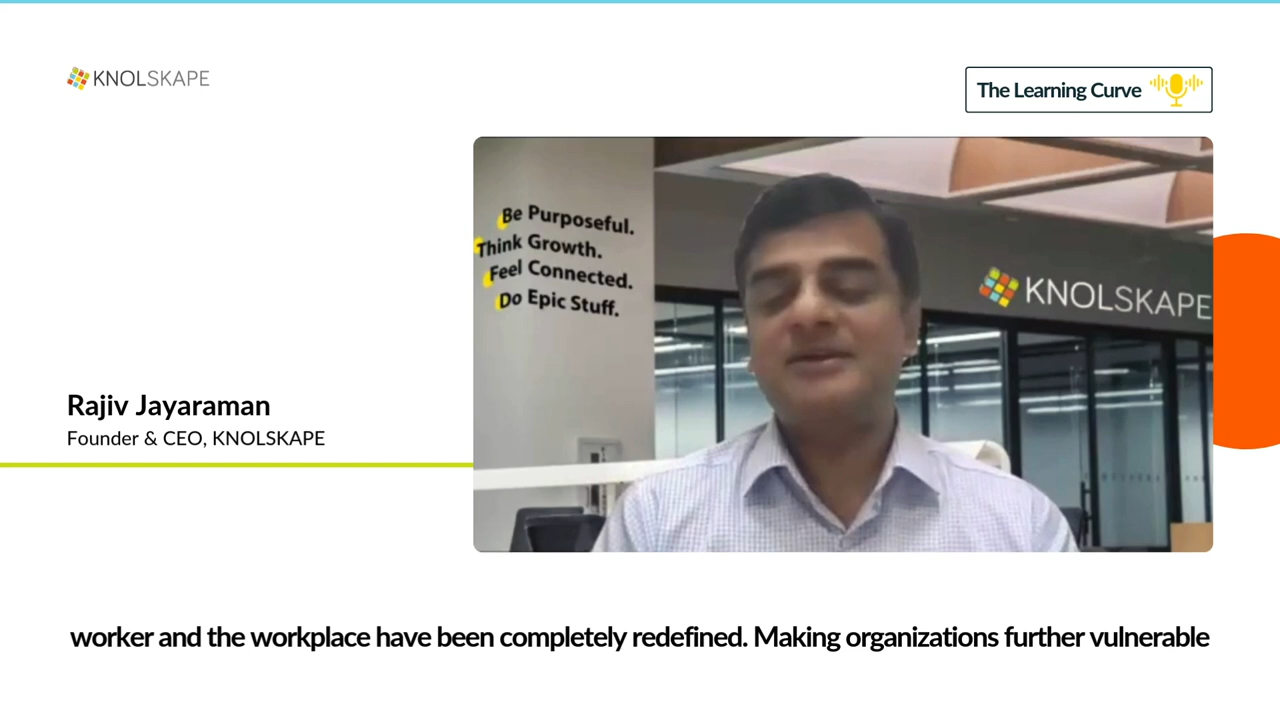 KNOLSKAPE
The Learning Curve
Be Purposeful.
Think Growth.
Feel Connected.
Do Epic Stuff.
KNOLSKAPE
Rajiv Jayaraman
Founder & CEO, KNOLSKAPE
worker and the workplace have been completely redefined. Making organizations further vulnerable